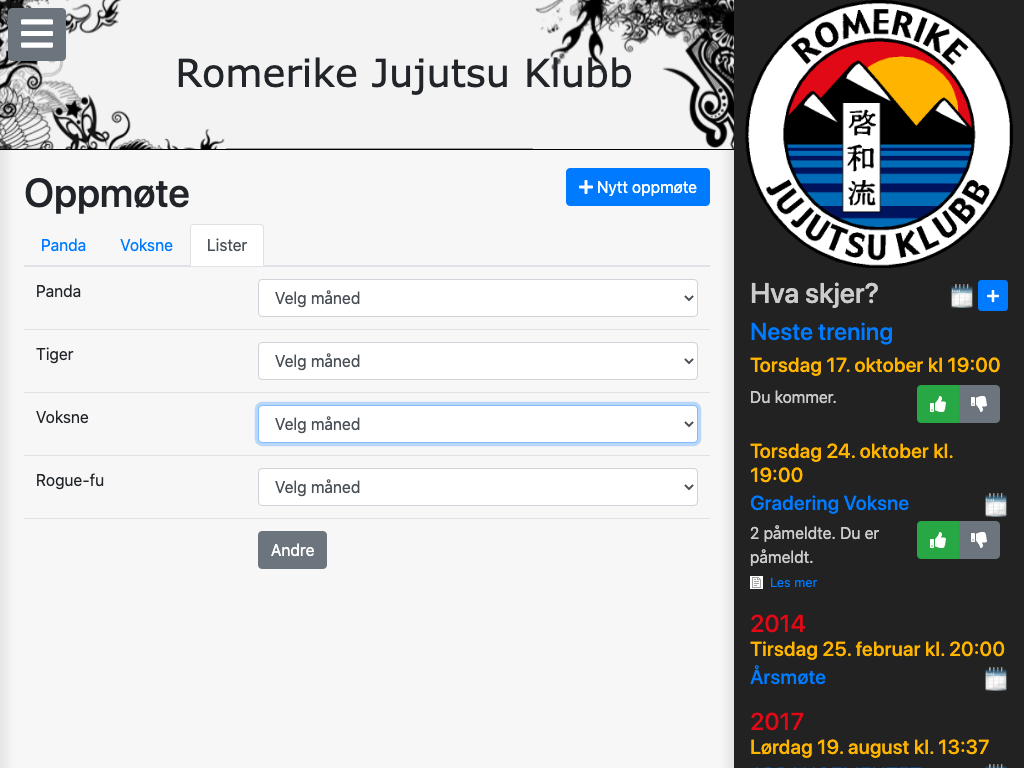 Romerike Jujutsu Klubb
Oppmøte
Nytt oppmøte
Panda
Voksne
Lister
Panda
Velg måned
Tiger
Velg måned
Voksne
Velg måned
Rogue-fu
Velg måned
Andre
ROMERIKE
啓
和
流
JUJUTSU KLUBB
Hva skjer?
Neste trening
Torsdag 17. oktober kl 19:00
Du kommer.
Torsdag 24. oktober kl.
19:00
Gradering Voksne
2 påmeldte. Du er
påmeldt.
Les mer
2014
Tirsdag 25. februar kl. 20:00
Årsmøte
2017
Lørdag 19. august kl. 13:37